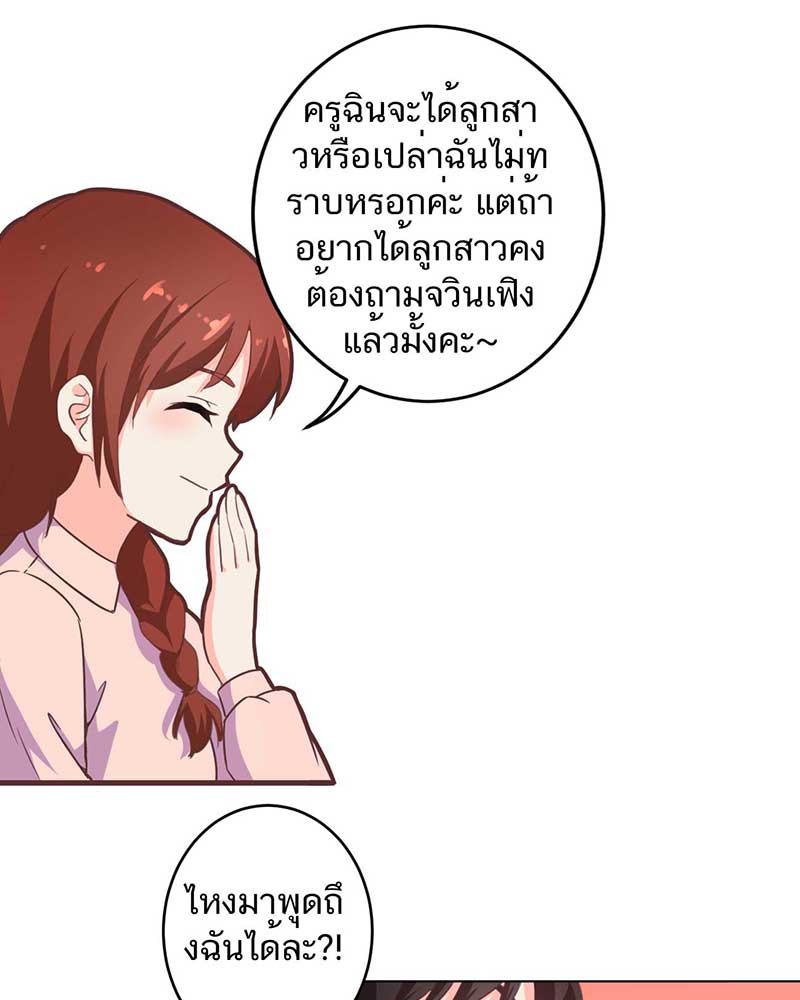 ครูฉินจะได้ลูกสา
วหรือเปล่าฉันไม่ท
ราบหรอกค่ะ แต่ถ้า
อยากได้ลูกสาวคง
ต้องถามจวินเฟิง
แล้วมั้งคะ~
ไหงมาพูดถึ
งฉันได้ละ?!